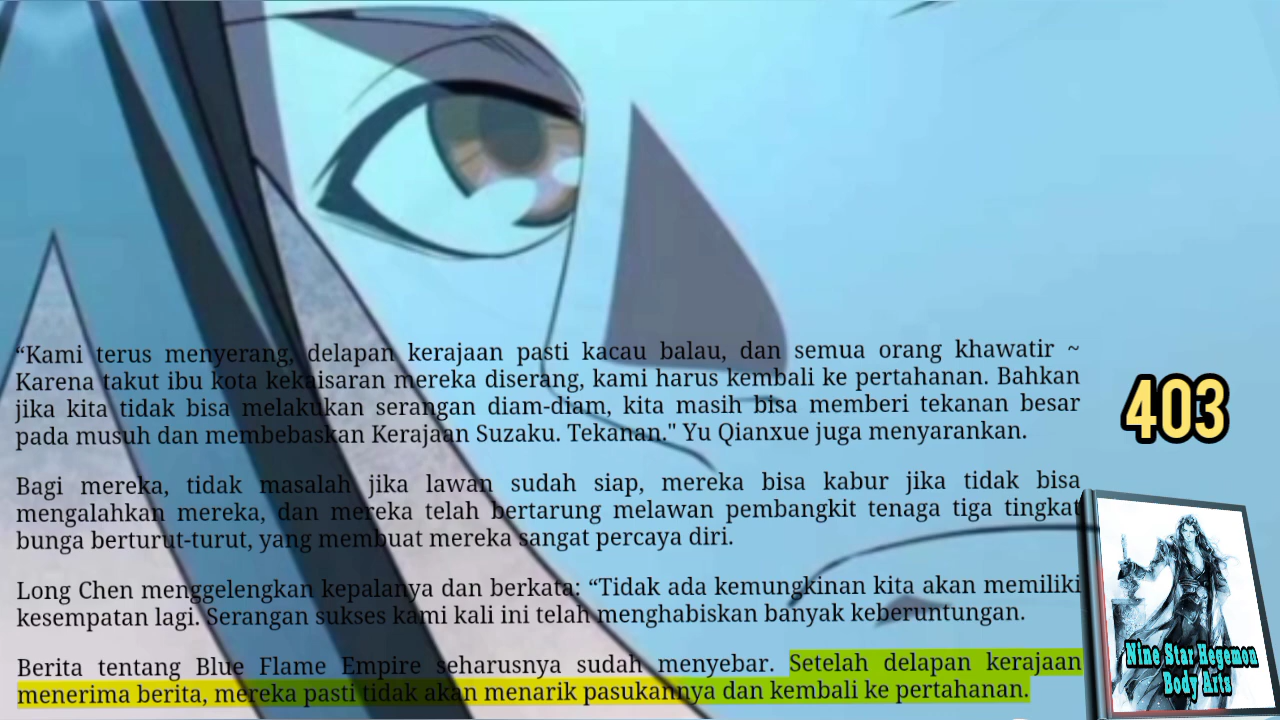 “Kami terus menyerang, delapan kerajaan pasti kacau balau, dan semua orang khawatir ~
Karena takut ibu kota kekaisaran mereka diserang, kami harus kembali ke pertahanan. Bahkan
jika kita tidak bisa melakukan serangan diam-diam, kita masih bisa memberi tekanan besar
pada musuh dan membebaskan Kerajaan Suzaku. Tekanan." Yu Qianxue juga menyarankan.
Bagi mereka, tidak masalah jika lawan sudah siap, mereka bisa kabur jika tidak bisa
mengalahkan mereka, dan mereka telah bertarung melawan pembangkit tenaga tiga tingkat
bunga berturut-turut, yang membuat mereka sangat percaya diri.
Long Chen menggelengkan kepalanya dan berkata: “Tidak ada kemungkinan kita akan memiliki
kesempatan lagi. Serangan sukses kami kali ini telah menghabiskan banyak keberuntungan.
Berita tentang Blue Flame Empire seharusnya sudah menyebar. Setelah delapan kerajaan
menerima berita, mereka pasti tidak akan menarik pasukannya dan kembali ke pertahanan.
403
Nine Star Hegemon
Body Arts